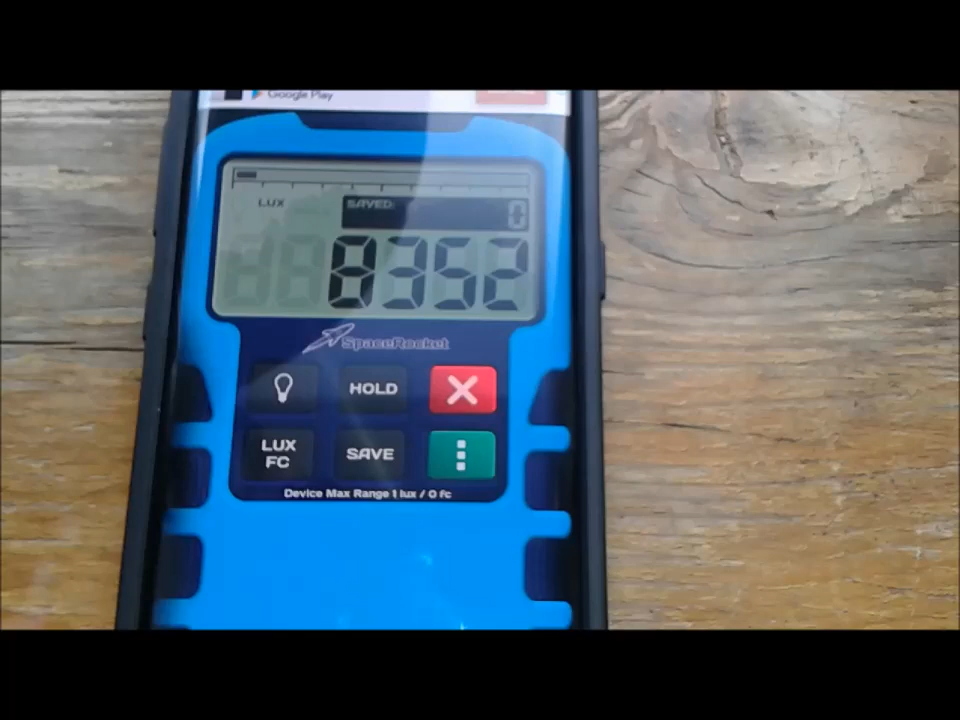 Google Play
LUX
SAVED:
8352
SpaceRocket
HOLD
LUX
FC
SAVE
Device Max Range 1 lux / 0 fc